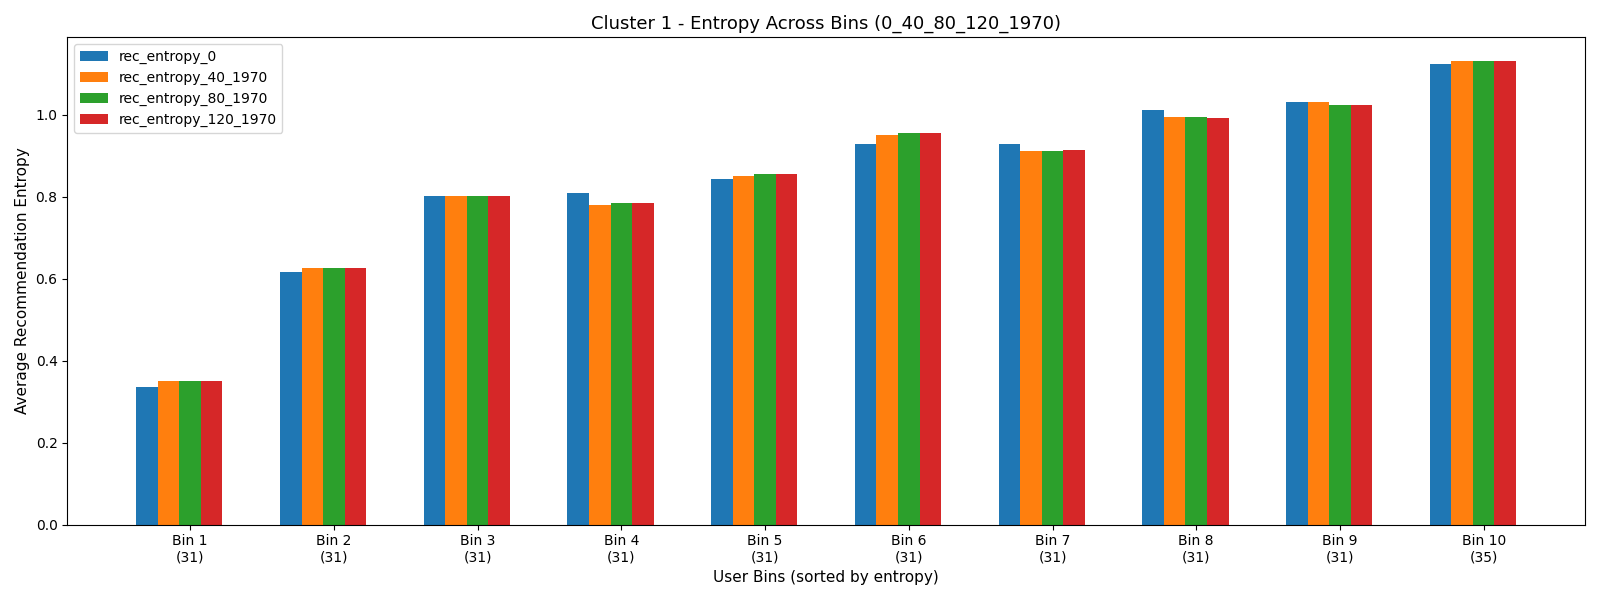 Cluster 1 - Entropy Across Bins (0_40_80_120_1970)
rec_entropy_0
rec_entropy_40_1970
rec_entropy_80_1970
rec_entropy_120_1970
Average Recommendation Entropy
1.0
0.8
0.6
0.4
0.2
0.0
Bin 1 Bin 2 Bin 3 Bin 4 Bin 5 Bin 6 Bin 7 Bin 8 Bin 9 Bin 10
(31) (31) (31) (31) (31) (31) (31) (31) (31) (35)
User Bins (sorted by entropy)